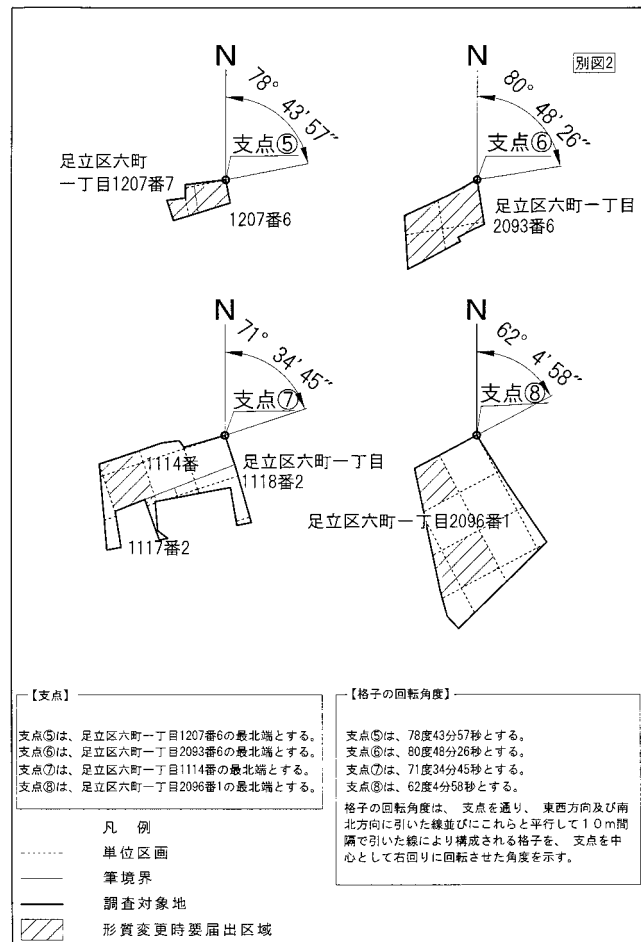 別図2
N
78° 43′57″
支点⑤
足立区六町
一丁目1207番7
1207番6
N
80° 48′26″
支点⑥
足立区六町一丁目
2093番6
N
71° 34′45″
支点⑦
1114番
足立区六町一丁目
1118番2
1117番2
N
62° 4′58″
支点⑧
足立区六町一丁目2096番1
【支点】
支点⑤は、足立区六町一丁目1207番6の最北端とする。
支点⑥は、足立区六町一丁目2093番6の最北端とする。
支点⑦は、足立区六町一丁目1114番の最北端とする。
支点⑧は、足立区六町一丁目2096番1の最北端とする。
【格子の回転角度】
支点⑤は、78度43分57秒とする。
支点⑥は、80度48分26秒とする。
支点⑦は、71度34分45秒とする。
支点⑧は、62度4分58秒とする。
格子の回転角度は、支点を通り、東西方向及び南
北方向に引いた線並びにこれらと平行して10m間
隔で引いた線により構成される格子を、支点を中
心として右回りに回転させた角度を示す。
凡 例
単位区画
筆境界
調査対象地
形質変更時要届出区域